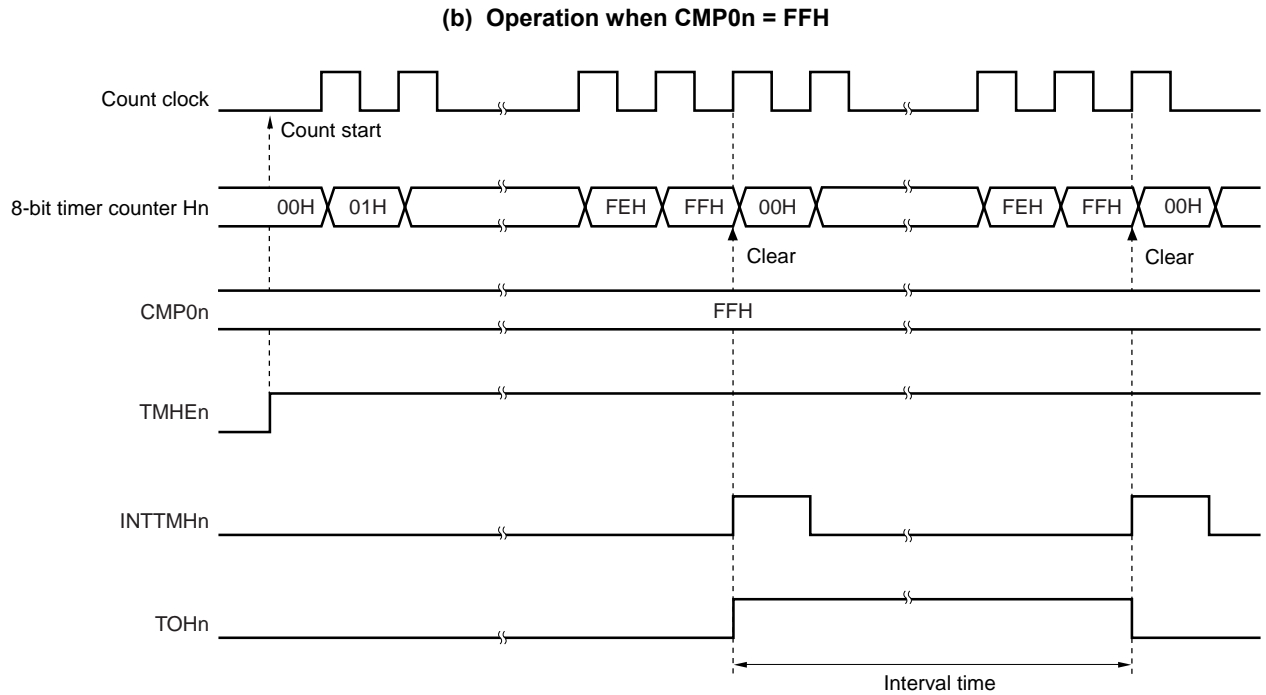 (b) Operation when CMP0n = FFH
Count clock
Count start
8-bit timer counter Hn
00H 01H FEH FFH 00H FEH FFH 00H
Clear Clear
CMP0n
FFH
TMHEn
INTTMHn
TOHn
Interval time